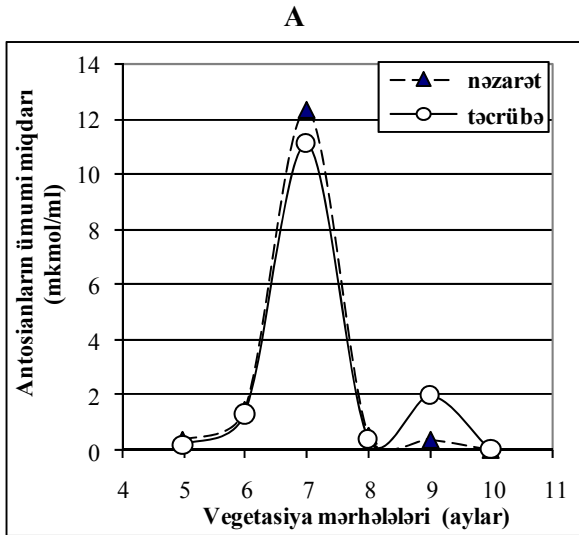 A
14
12
10
8
6
4
2
0
nəzarət
təcrübə
Antosianların ümumi miqdarı
(mkmol/ml)
4 5 6 7 8 9 10 11
Vegetasiya mərhələləri (aylar)